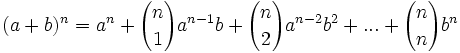 $(a+b)^n = a^n + \binom{n}{1} a^{n-1}b + \binom{n}{2} a^{n-2}b^2 + ... + \binom{n}{n} b^n$